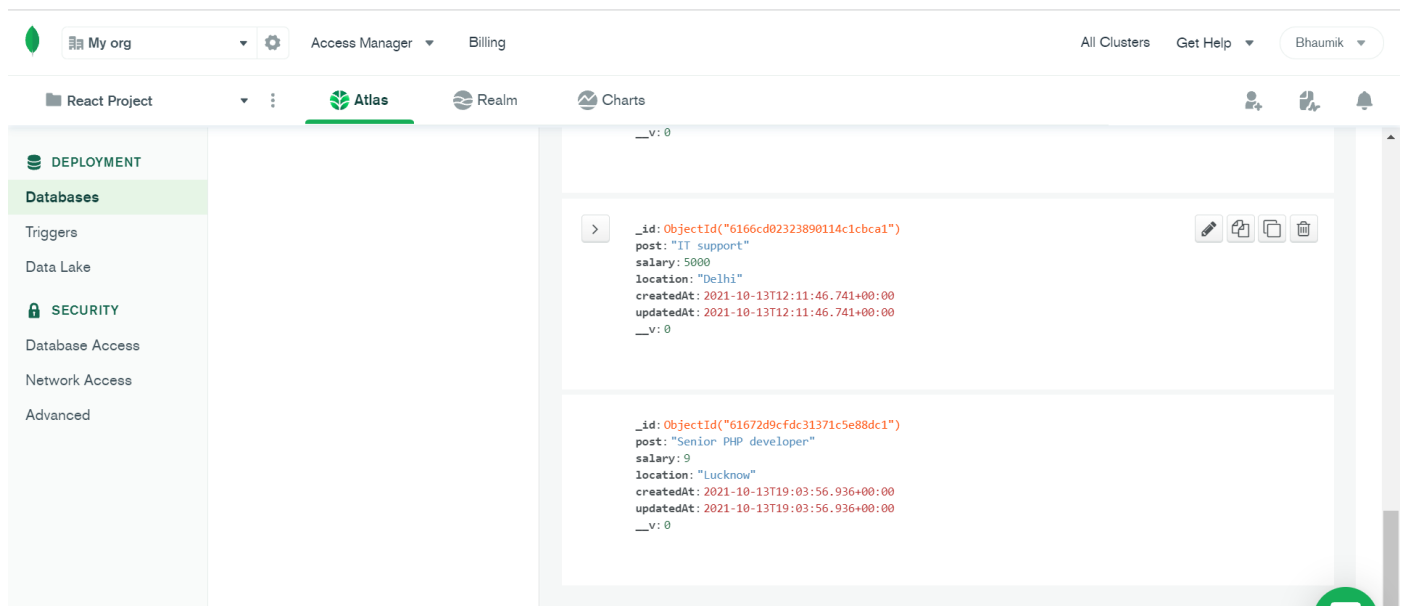 My org
Access Manager
Billing
All Clusters
Get Help
Bhaumik
React Project
Atlas
Realm
Charts
DEPLOYMENT
Databases
Triggers
Data Lake
SECURITY
Database Access
Network Access
Advanced
__v: 0
_id: ObjectId("6166cd02323890114c1cbca1")
post: "IT support"
salary: 5000
location: "Delhi"
createdAt: 2021-10-13T12:11:46.741+00:00
updatedAt: 2021-10-13T12:11:46.741+00:00
__v: 0
_id: ObjectId("61672d9cfdc31371c5e88dc1")
post: "Senior PHP developer"
salary: 9
location: "Lucknow"
createdAt: 2021-10-13T19:03:56.936+00:00
updatedAt: 2021-10-13T19:03:56.936+00:00
__v: 0